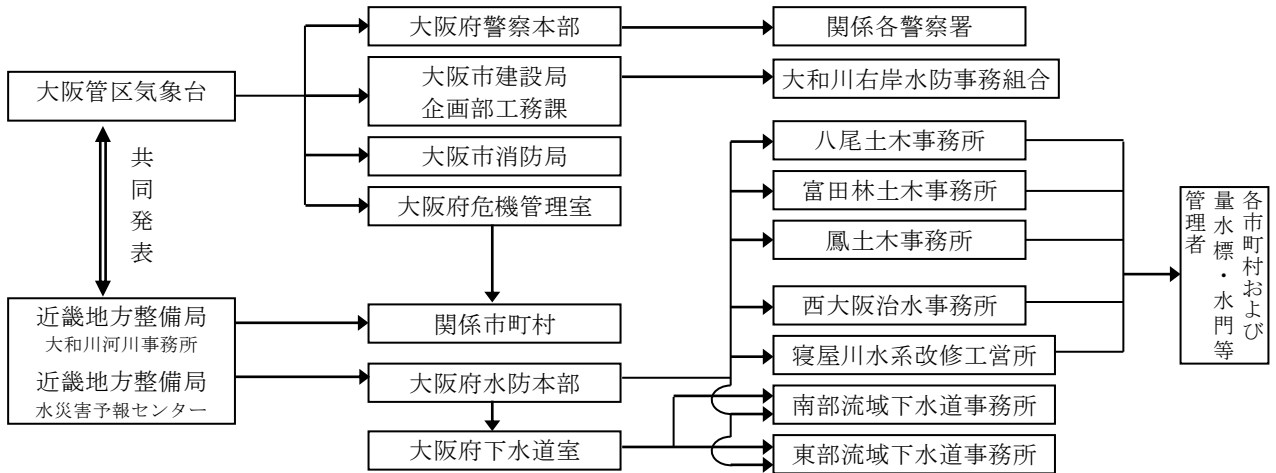 大阪管区気象台
共同発表
近畿地方整備局
大和川河川事務所
近畿地方整備局
水災害予報センター
大阪府警察本部
大阪市建設局
企画部工務課
大阪市消防局
大阪府危機管理室
関係市町村
大阪府水防本部
大阪府下水道室
関係各警察署
大和川右岸水防事務組合
八尾土木事務所
富田林土木事務所
鳳土木事務所
西大阪治水事務所
寝屋川水系改修工営所
南部流域下水道事務所
東部流域下水道事務所
各市町村および
量水標・水門等
管理者